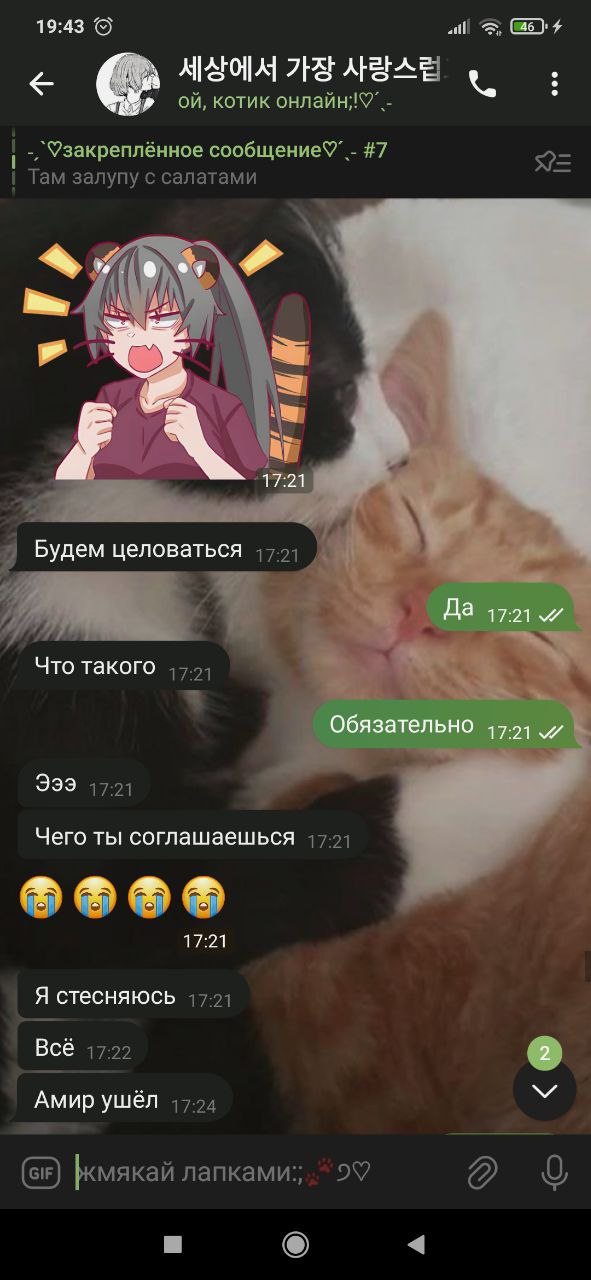 19:43
46
세상에서 가장 사랑스럽
ой, котик онлайн;!♡´ˎ-
-ˏ`♡закреплённое сообщение♡´ˎ- #7
Там залупу с салатами
17:21
Будем целоваться 17:21
Да 17:21
Что такого 17:21
Обязательно 17:21
Эээ 17:21
Чего ты соглашаешься 17:21
😭😭😭😭
17:21
Я стесняюсь 17:21
Всё 17:22
2
Амир ушёл 17:24
GIF
жмякай лапками:;🐾੭♡